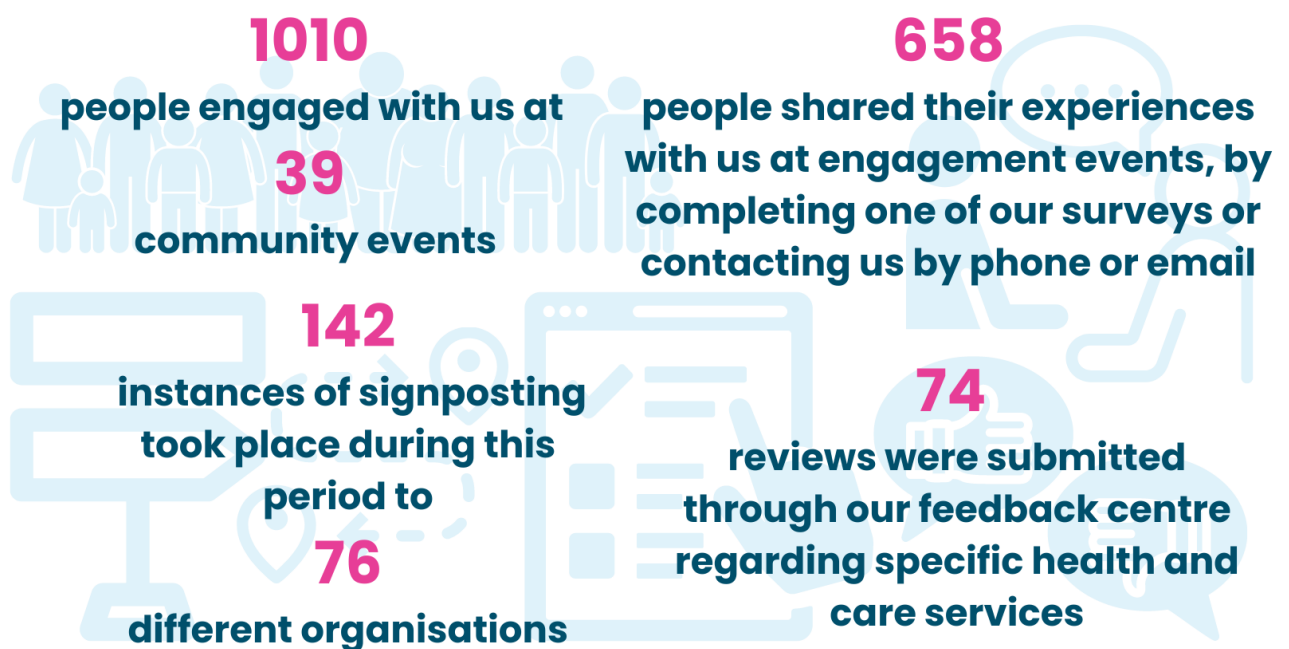 1010
people engaged with us at
39
community events
142
instances of signposting
took place during this
period to
76
different organisations
658
people shared their experiences
with us at engagement events, by
completing one of our surveys or
contacting us by phone or email
74
reviews were submitted
through our feedback centre
regarding specific health and
care services